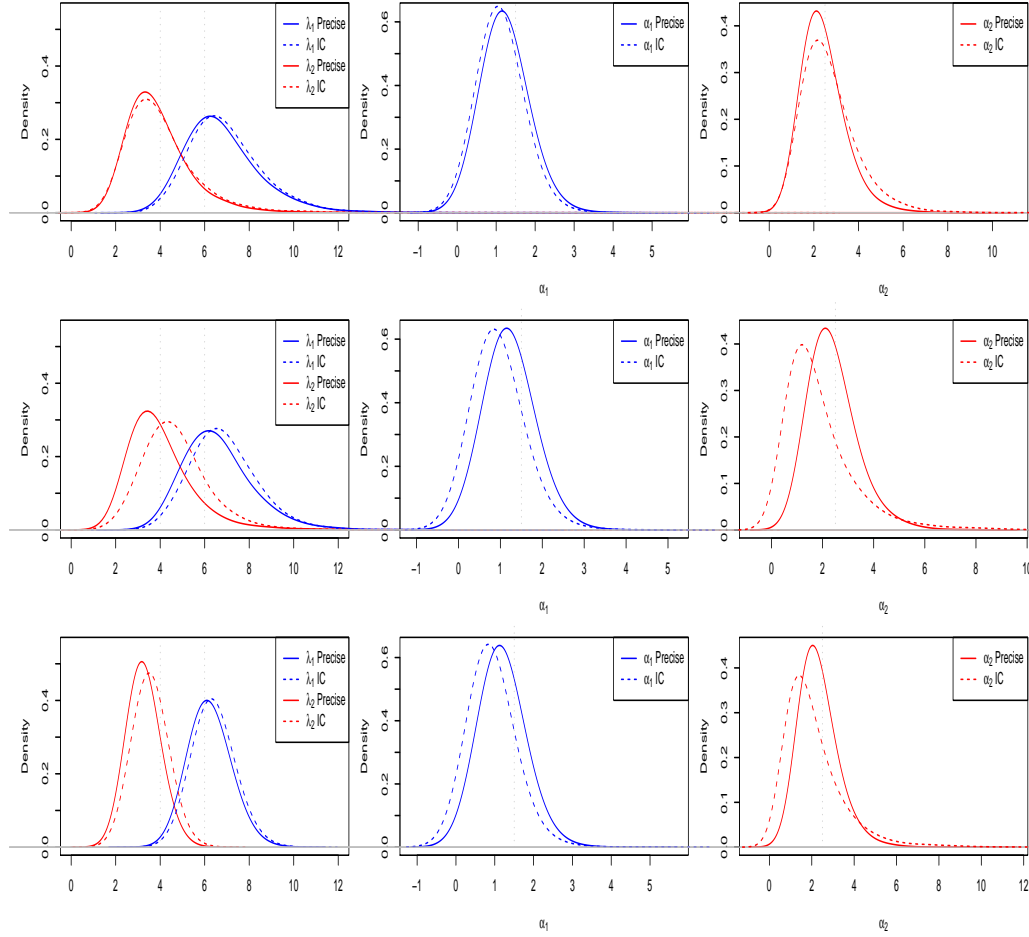 Density
0 0.2 0.4
0 2 4 6 8 10 12
λ1 Precise
λ1 IC
λ2 Precise
λ2 IC
Density
0 0.2 0.4 0.6
−1 0 1 2 3 4 5
α1
α1 Precise
α1 IC
Density
0 0.1 0.2 0.3 0.4
0 2 4 6 8 10
α2
α2 Precise
α2 IC
Density
0 0.2 0.4
0 2 4 6 8 10 12
λ1 Precise
λ1 IC
λ2 Precise
λ2 IC
Density
0 0.2 0.4 0.6
−1 0 1 2 3 4 5
α1
α1 Precise
α1 IC
Density
0 0.1 0.2 0.3 0.4
0 2 4 6 8 10
α2
α2 Precise
α2 IC
Density
0 0.2 0.4
0 2 4 6 8 10 12
λ1 Precise
λ1 IC
λ2 Precise
λ2 IC
Density
0 0.2 0.4 0.6
−1 0 1 2 3 4 5
α1
α1 Precise
α1 IC
Density
0 0.1 0.2 0.3 0.4
0 2 4 6 8 10 12
α2
α2 Precise
α2 IC